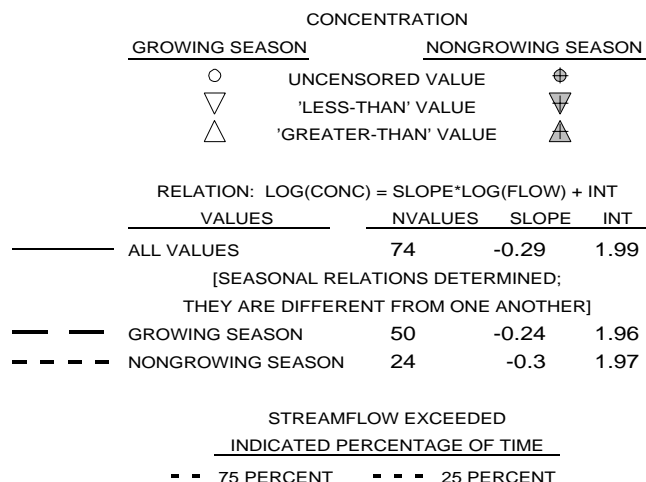 CONCENTRATION
GROWING SEASON NONGROWING SEASON
UNCENSORED VALUE
'LESS-THAN' VALUE
'GREATER-THAN' VALUE
RELATION: LOG(CONC) = SLOPE*LOG(FLOW) + INT
VALUES NVALUES SLOPE INT
ALL VALUES 74 -0.29 1.99
[SEASONAL RELATIONS DETERMINED;
THEY ARE DIFFERENT FROM ONE ANOTHER]
GROWING SEASON 50 -0.24 1.96
NONGROWING SEASON 24 -0.3 1.97
STREAMFLOW EXCEEDED
INDICATED PERCENTAGE OF TIME
75 PERCENT 25 PERCENT